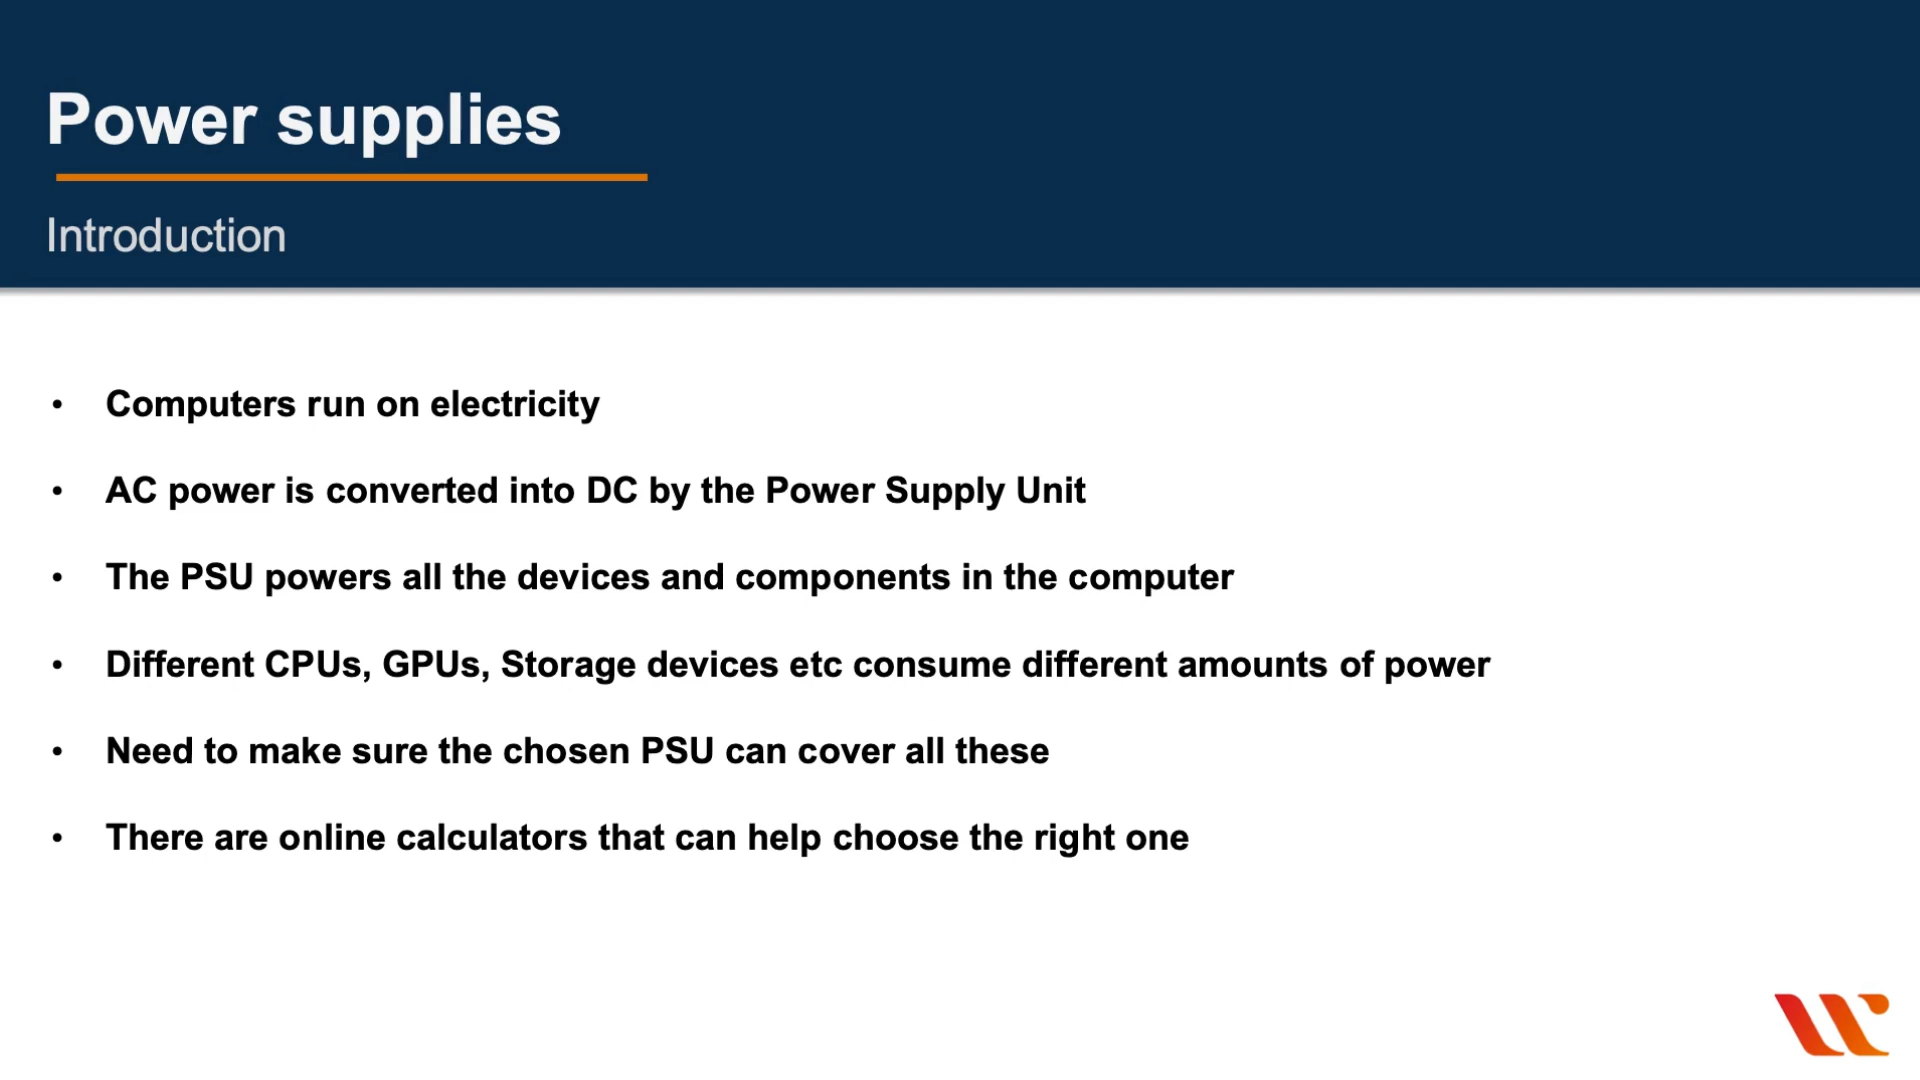 Power supplies
Introduction
• Computers run on electricity
• AC power is converted into DC by the Power Supply Unit
• The PSU powers all the devices and components in the computer
• Different CPUs, GPUs, Storage devices etc consume different amounts of power
• Need to make sure the chosen PSU can cover all these
• There are online calculators that can help choose the right one